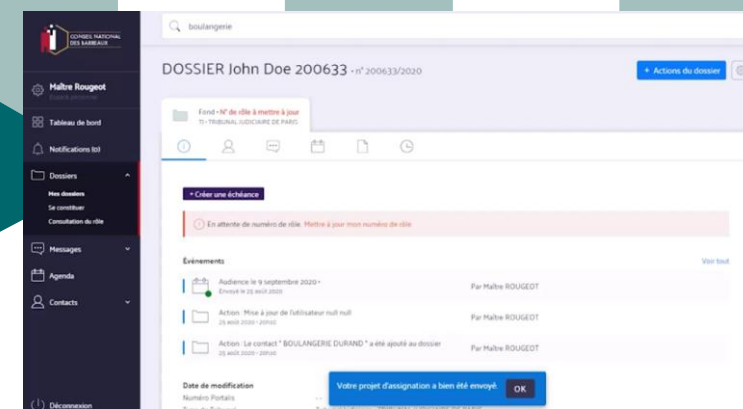 CONSEIL NATIONAL
DES BARREAUX
boulangerie
DOSSIER John Doe 200633 - n° 200633/2020
+ Actions du dossier
Maître Rougeot
Espace personnel
Fond • N° de rôle à mettre à jour
TJ - TRIBUNAL JUDICIAIRE DE PARIS
Tableau de bord
Notifications (0)
Dossiers
Mes dossiers
Se constituer
Consultation du rôle
Messages
Agenda
Contacts
Déconnexion
+ Créer une échéance
En attente de numéro de rôle. Mettre à jour mon numéro de rôle
Événements
Voir tout
Audience le 9 septembre 2020 •
Envoyé le 25 août 2020
Par Maître ROUGEOT
Action : Mise à jour de l'utilisateur null null
25 août 2020 - 20h10
Par Maître ROUGEOT
Action : Le contact " BOULANGERIE DURAND " a été ajouté au dossier
25 août 2020 - 20h10
Par Maître ROUGEOT
Date de modification
Numéro Portalis
Votre projet d'assignation a bien été envoyé.
OK